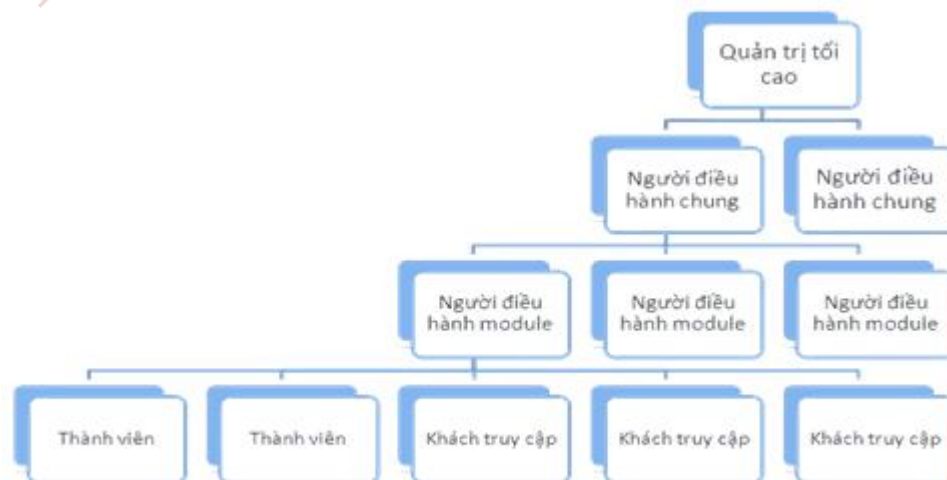 Quản trị tối
cao
Người điều
hành chung
Người điều
hành chung
Người điều
hành module
Người điều
hành module
Người điều
hành module
Thành viên
Thành viên
Khách truy cập
Khách truy cập
Khách truy cập